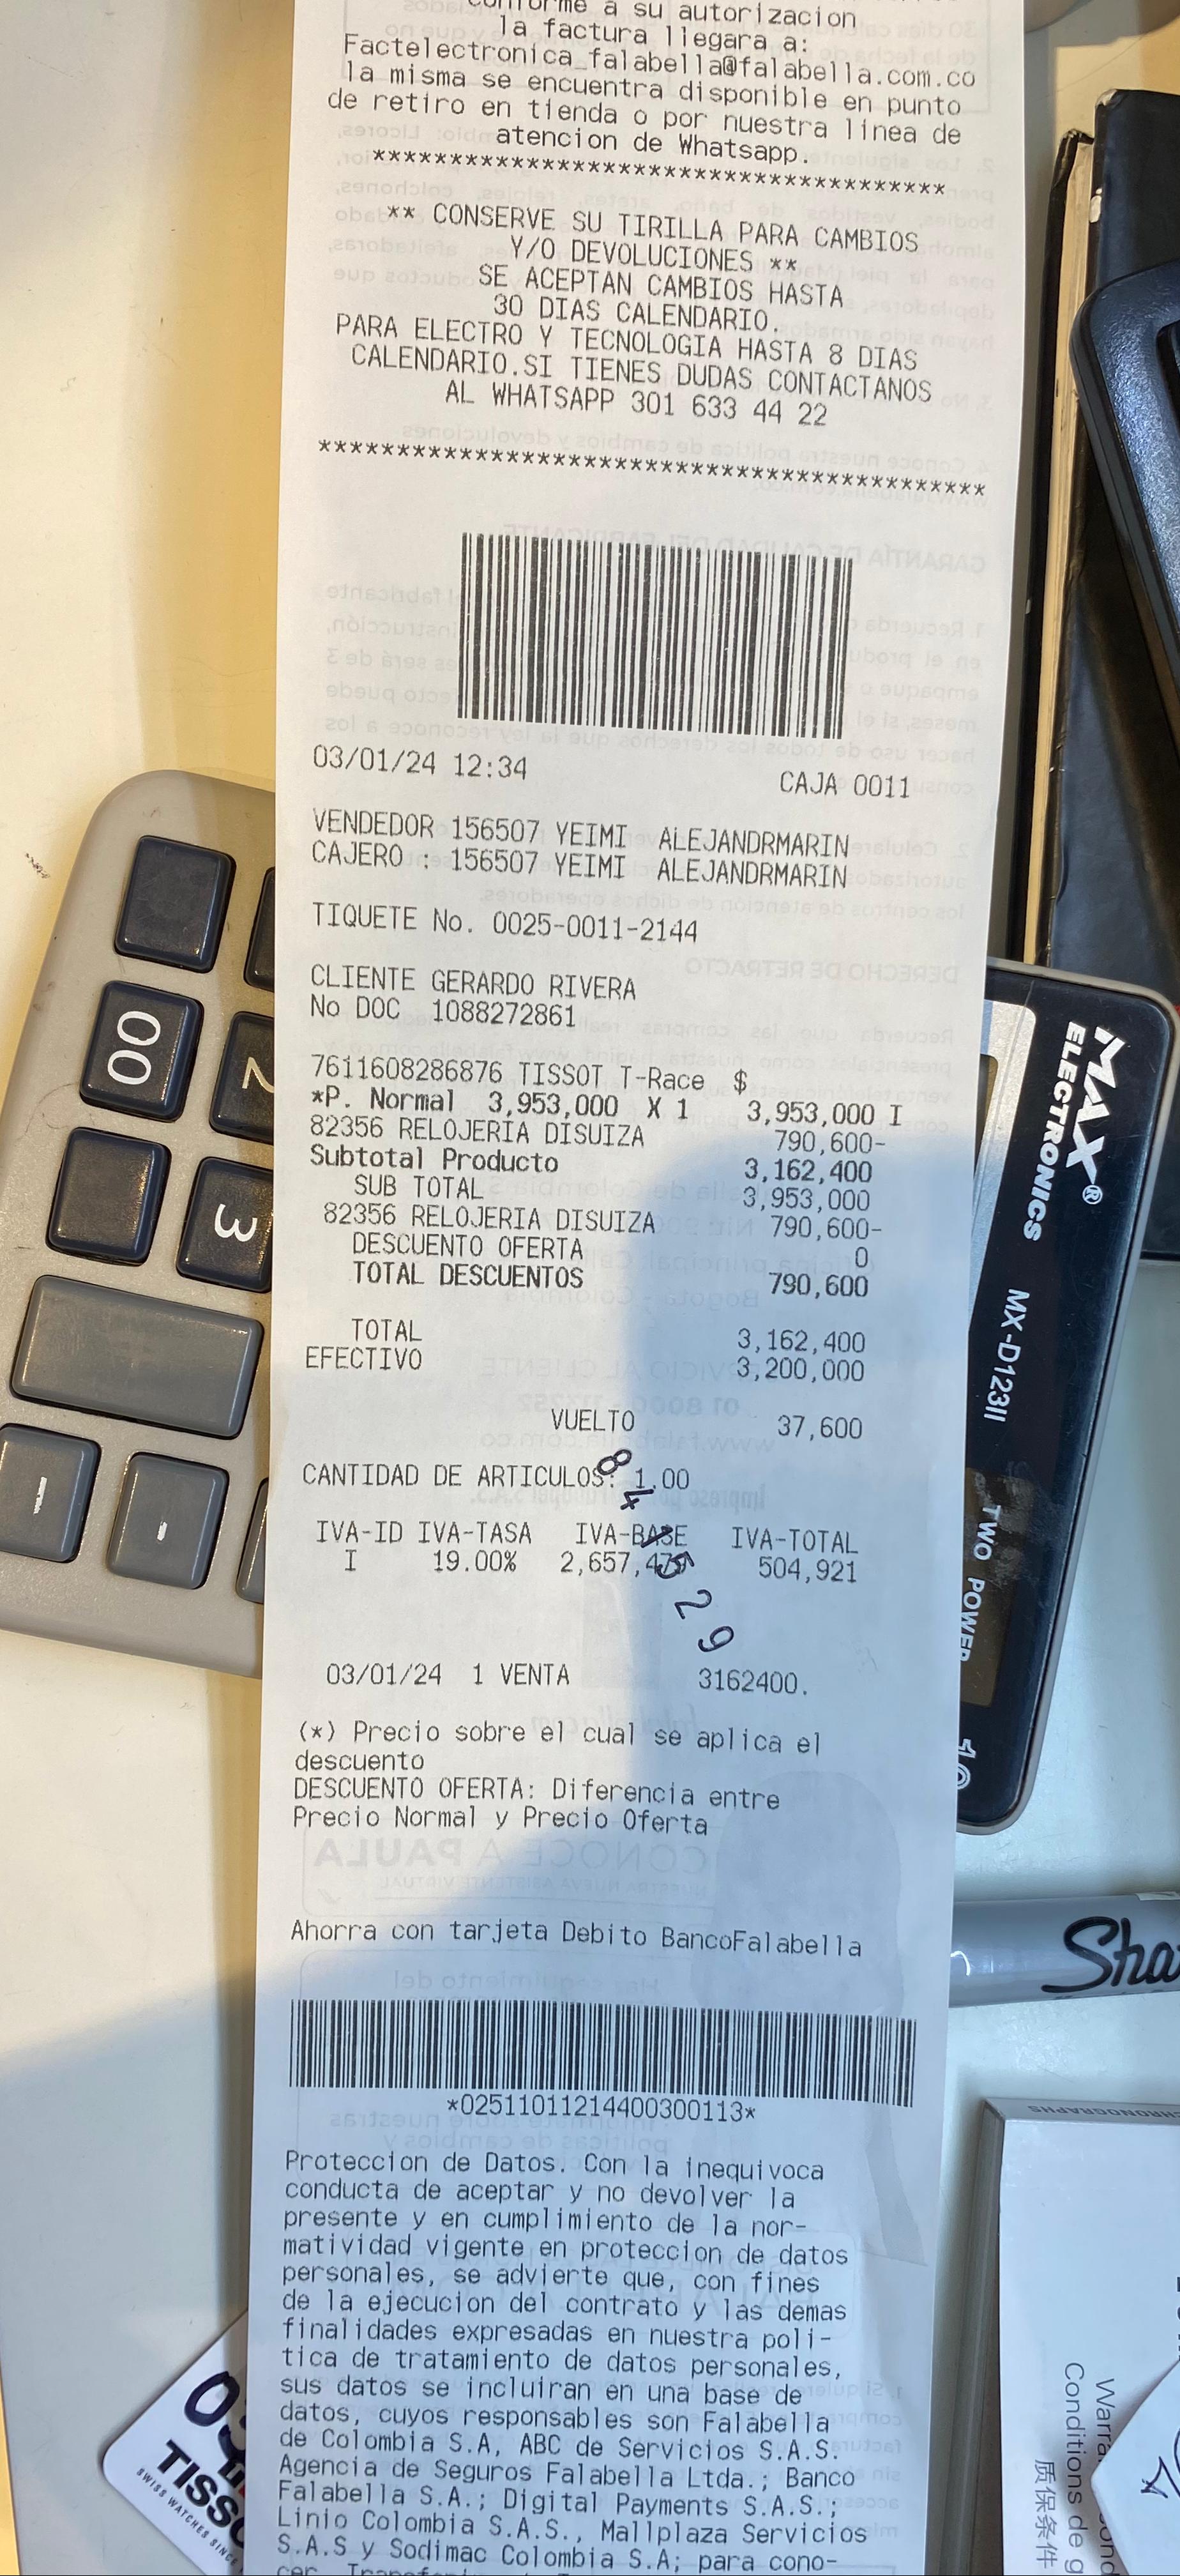 conforme a su autorizacion
la factura llegara a:
Factelectronica_falabella@falabella.com.co
la misma se encuentra disponible en punto
de retiro en tienda o por nuestra linea de
atencion de Whatsapp.
*************************************
** CONSERVE SU TIRILLA PARA CAMBIOS
Y/O DEVOLUCIONES **
SE ACEPTAN CAMBIOS HASTA
30 DIAS CALENDARIO.
PARA ELECTRO Y TECNOLOGIA HASTA 8 DIAS
CALENDARIO.SI TIENES DUDAS CONTACTANOS
AL WHATSAPP 301 633 44 22
*******************************************
03/01/24 12:34 CAJA 0011
VENDEDOR 156507 YEIMI ALEJANDRMARIN
CAJERO : 156507 YEIMI ALEJANDRMARIN
TIQUETE No. 0025-0011-2144
CLIENTE GERARDO RIVERA
No DOC 1088272861
7611608286876 TISSOT T-Race $
*P. Normal 3,953,000 X 1 3,953,000 I
82356 RELOJERIA DISUIZA 790,600-
Subtotal Producto 3,162,400
SUB TOTAL 3,953,000
82356 RELOJERIA DISUIZA 790,600-
DESCUENTO OFERTA 0
TOTAL DESCUENTOS 790,600
TOTAL 3,162,400
EFECTIVO 3,200,000
VUELTO 37,600
CANTIDAD DE ARTICULOS: 1.00
IVA-ID IVA-TASA IVA-BASE IVA-TOTAL
I 19.00% 504,921
03/01/24 1 VENTA 3162400.
(*) Precio sobre el cual se aplica el
descuento
DESCUENTO OFERTA: Diferencia entre
Precio Normal y Precio Oferta
Ahorra con tarjeta Debito BancoFalabella
*02511011214400300113*
Proteccion de Datos. Con la inequivoca
conducta de aceptar y no devolver la
presente y en cumplimiento de la nor-
matividad vigente en proteccion de datos
personales, se advierte que, con fines
de la ejecucion del contrato y las demas
finalidades expresadas en nuestra poli-
tica de tratamiento de datos personales,
sus datos se incluiran en una base de
datos, cuyos responsables son Falabella
de Colombia S.A, ABC de Servicios S.A.S.
Agencia de Seguros Falabella Ltda.; Banco
Falabella S.A.; Digital Payments S.A.S.;
Linio Colombia S.A.S., Mallplaza Servicios
S.A.S y Sodimac Colombia S.A; para cono-
00
2
3
MAX®
ELECTRONICS
MX-D123II
TWO POWER
TISSO
SWISS WATCHES SINCE
Conditions de g
质保条件